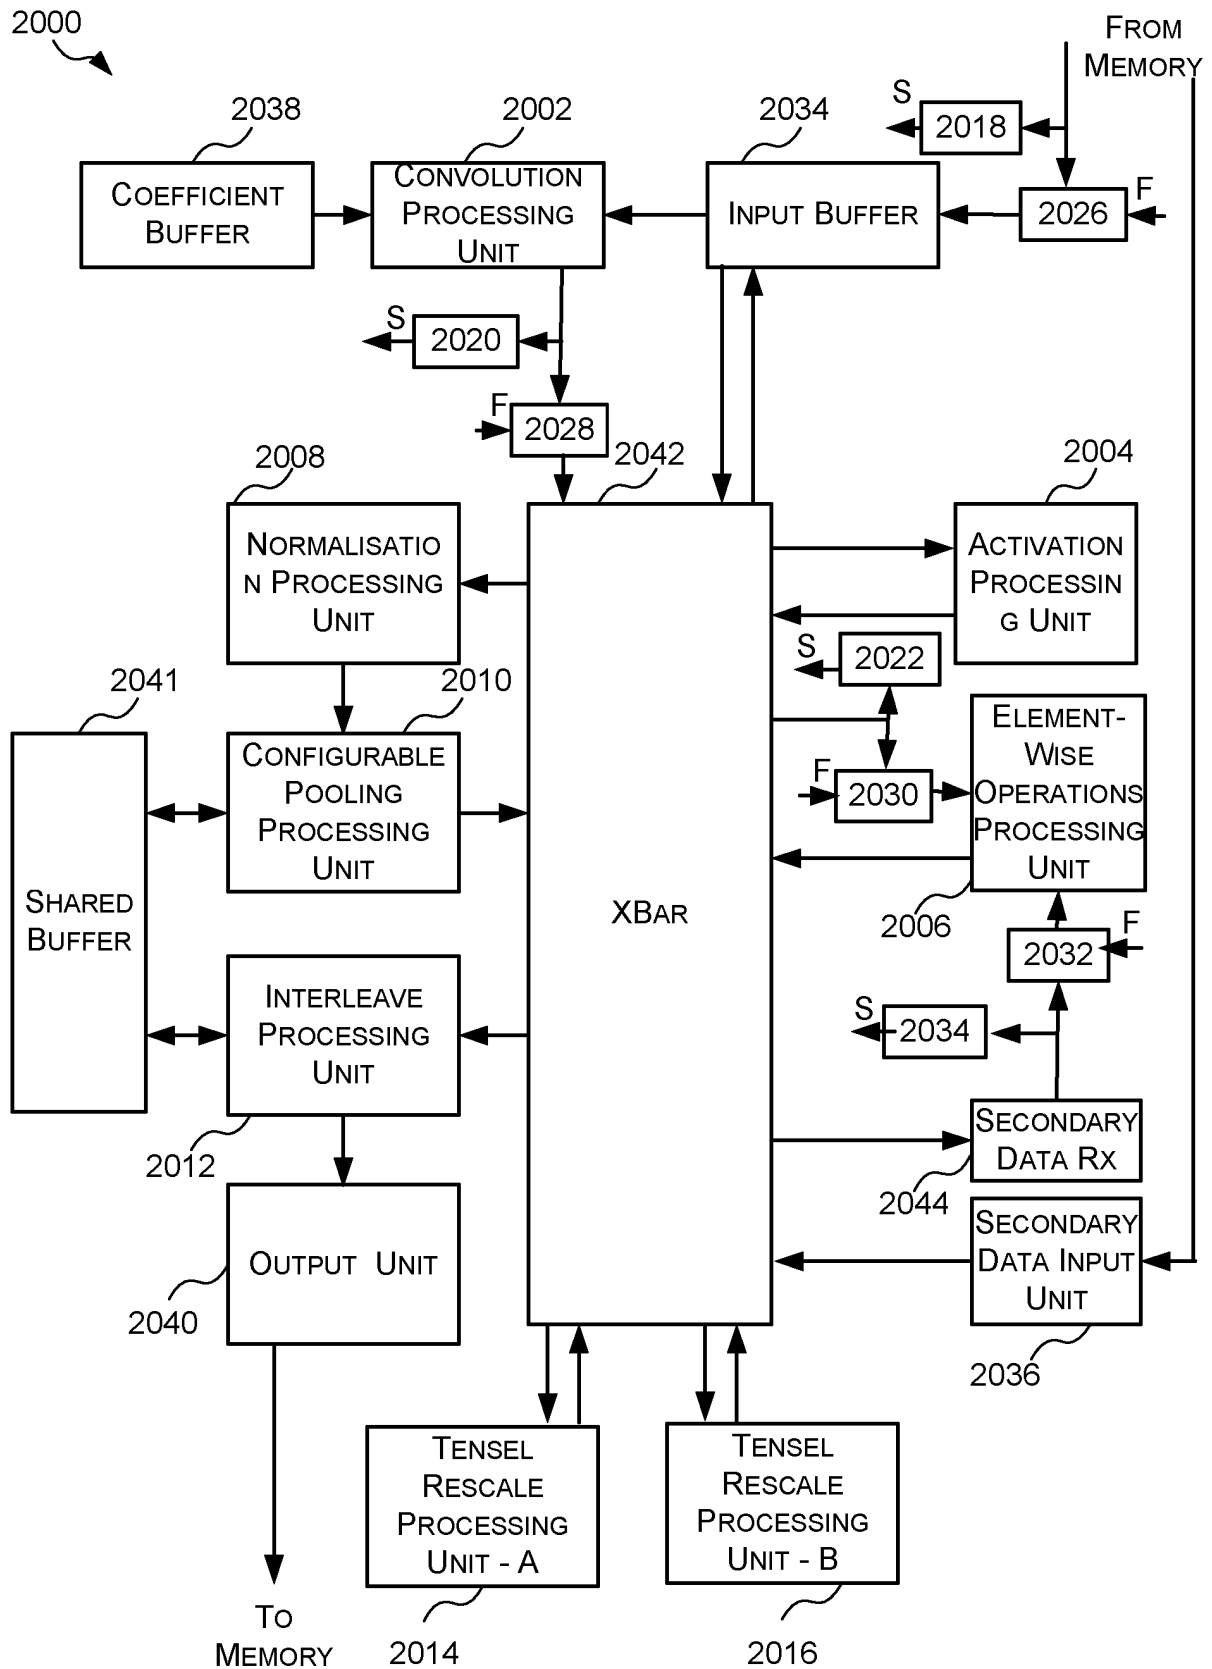 2000
FROM
MEMORY
2038
2002
2034
S
2018
COEFFICIENT
BUFFER
CONVOLUTION
PROCESSING
UNIT
INPUT BUFFER
2026
F
S
2020
F
2028
2008
2042
2004
NORMALISATIO
N PROCESSING
UNIT
ACTIVATION
PROCESSIN
G UNIT
S
2022
2041
2010
CONFIGURABLE
POOLING
PROCESSING
UNIT
F
2030
ELEMENT-
WISE
OPERATIONS
PROCESSING
UNIT
SHARED
BUFFER
XBAR
2006
F
2032
INTERLEAVE
PROCESSING
UNIT
S
2034
2012
SECONDARY
DATA RX
2044
OUTPUT UNIT
SECONDARY
DATA INPUT
UNIT
2040
2036
TENSEL
RESCALE
PROCESSING
UNIT - A
TENSEL
RESCALE
PROCESSING
UNIT - B
TO
MEMORY
2014
2016